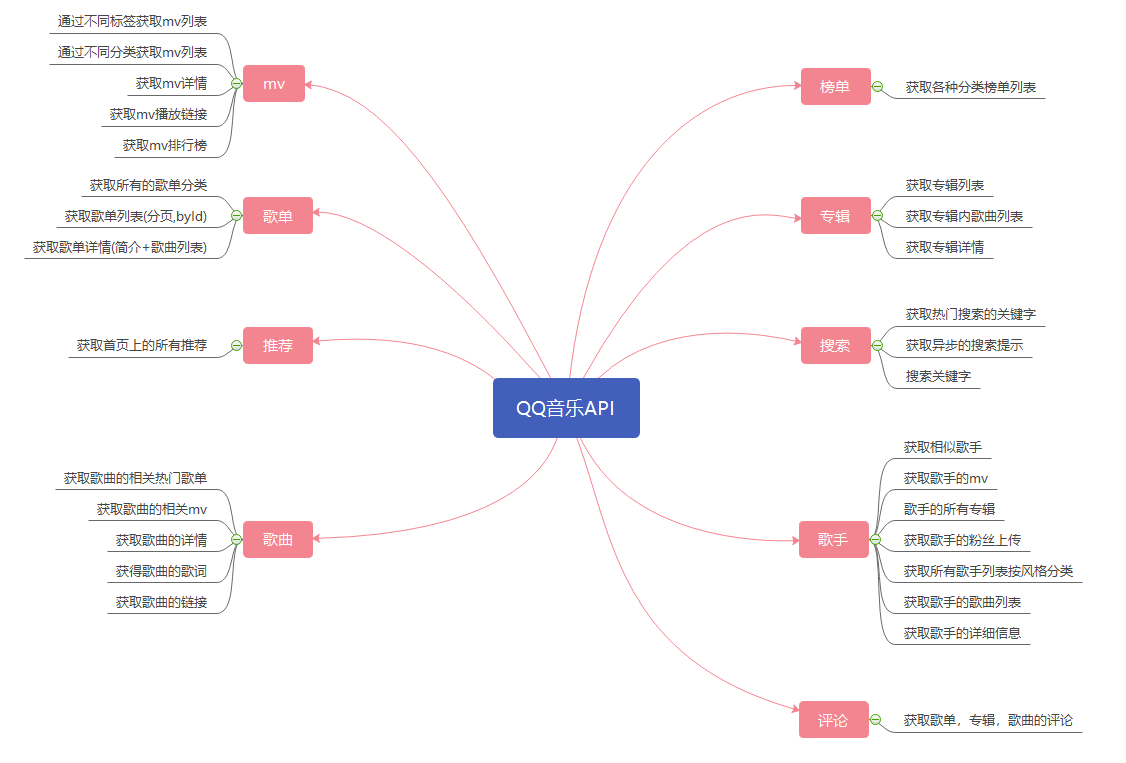 QQ音乐API
mv
通过不同标签获取mv列表
通过不同分类获取mv列表
获取mv详情
获取mv播放链接
获取mv排行榜
歌单
获取所有的歌单分类
获取歌单列表(分页,byId)
获取歌单详情(简介+歌曲列表)
推荐
获取首页上的所有推荐
歌曲
获取歌曲的相关热门歌单
获取歌曲的相关mv
获取歌曲的详情
获得歌曲的歌词
获取歌曲的链接
榜单
获取各种分类榜单列表
专辑
获取专辑列表
获取专辑内歌曲列表
获取专辑详情
搜索
获取热门搜索的关键字
获取异步的搜索提示
搜索关键字
歌手
获取相似歌手
获取歌手的mv
歌手的所有专辑
获取歌手的粉丝上传
获取所有歌手列表按风格分类
获取歌手的歌曲列表
获取歌手的详细信息
评论
获取歌单，专辑，歌曲的评论